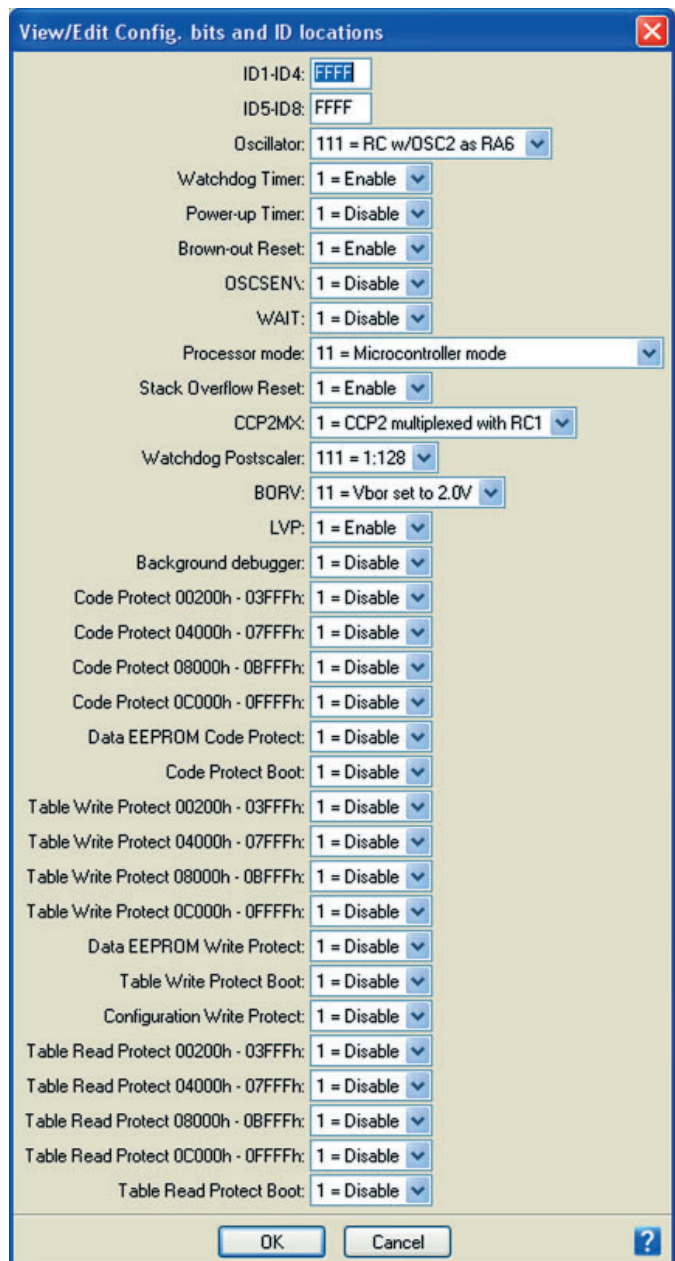 View/Edit Config. bits and ID locations
ID1-ID4: FFFF
ID5-ID8: FFFF
Oscillator: 111 = RC w/OSC2 as RA6
Watchdog Timer: 1 = Enable
Power-up Timer: 1 = Disable
Brown-out Reset: 1 = Enable
OSCSEN\: 1 = Disable
WAIT: 1 = Disable
Processor mode: 11 = Microcontroller mode
Stack Overflow Reset: 1 = Enable
CCP2MX: 1 = CCP2 multiplexed with RC1
Watchdog Postscaler: 111 = 1:128
BORV: 11 = Vbor set to 2.0V
LVP: 1 = Enable
Background debugger: 1 = Disable
Code Protect 00200h - 03FFFh: 1 = Disable
Code Protect 04000h - 07FFFh: 1 = Disable
Code Protect 08000h - 0BFFFh: 1 = Disable
Code Protect 0C000h - 0FFFFh: 1 = Disable
Data EEPROM Code Protect: 1 = Disable
Code Protect Boot: 1 = Disable
Table Write Protect 00200h - 03FFFh: 1 = Disable
Table Write Protect 04000h - 07FFFh: 1 = Disable
Table Write Protect 08000h - 0BFFFh: 1 = Disable
Table Write Protect 0C000h - 0FFFFh: 1 = Disable
Data EEPROM Write Protect: 1 = Disable
Table Write Protect Boot: 1 = Disable
Configuration Write Protect: 1 = Disable
Table Read Protect 00200h - 03FFFh: 1 = Disable
Table Read Protect 04000h - 07FFFh: 1 = Disable
Table Read Protect 08000h - 0BFFFh: 1 = Disable
Table Read Protect 0C000h - 0FFFFh: 1 = Disable
Table Read Protect Boot: 1 = Disable
OK Cancel ?